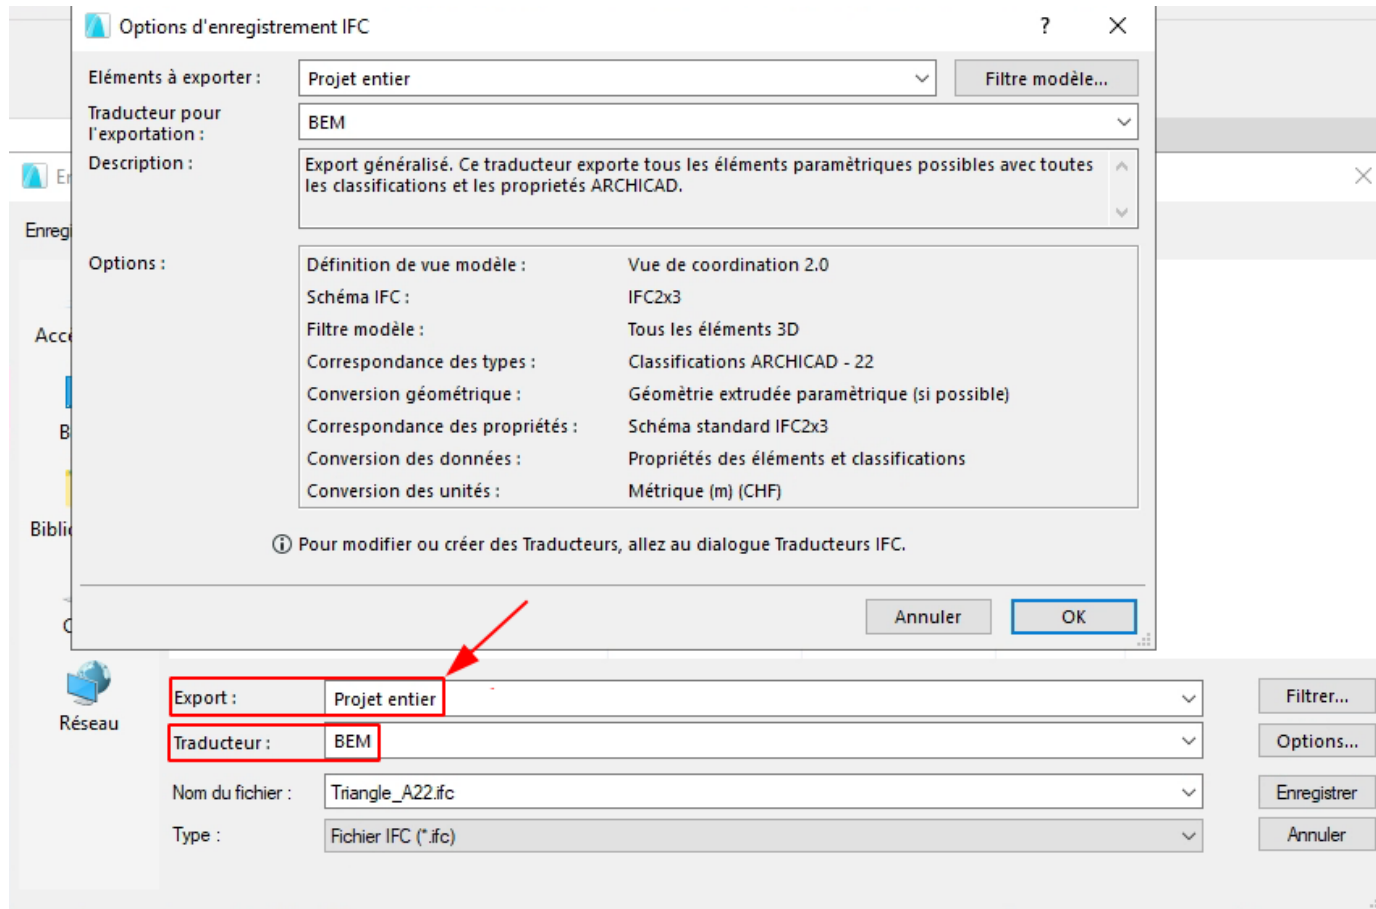 Options d'enregistrement IFC
?
Eléments à exporter :
Projet entier
Filtre modèle...
Traducteur pour
l'exportation :
BEM
Description :
Export généralisé. Ce traducteur exporte tous les éléments paramètriques possibles avec toutes
les classifications et les proprietés ARCHICAD.
Options :
Définition de vue modèle :
Vue de coordination 2.0
Schéma IFC :
IFC2x3
Filtre modèle :
Tous les éléments 3D
Correspondance des types :
Classifications ARCHICAD - 22
Conversion géométrique :
Géomètrie extrudée paramètrique (si possible)
Correspondance des propriétés :
Schéma standard IFC2x3
Conversion des données :
Propriétés des éléments et classifications
Conversion des unités :
Métrique (m) (CHF)
Pour modifier ou créer des Traducteurs, allez au dialogue Traducteurs IFC.
Annuler
OK
Réseau
Export :
Projet entier
Filtrer...
Traducteur :
BEM
Options...
Nom du fichier :
Triangle_A22.ifc
Enregistrer
Type :
Fichier IFC (*.ifc)
Annuler